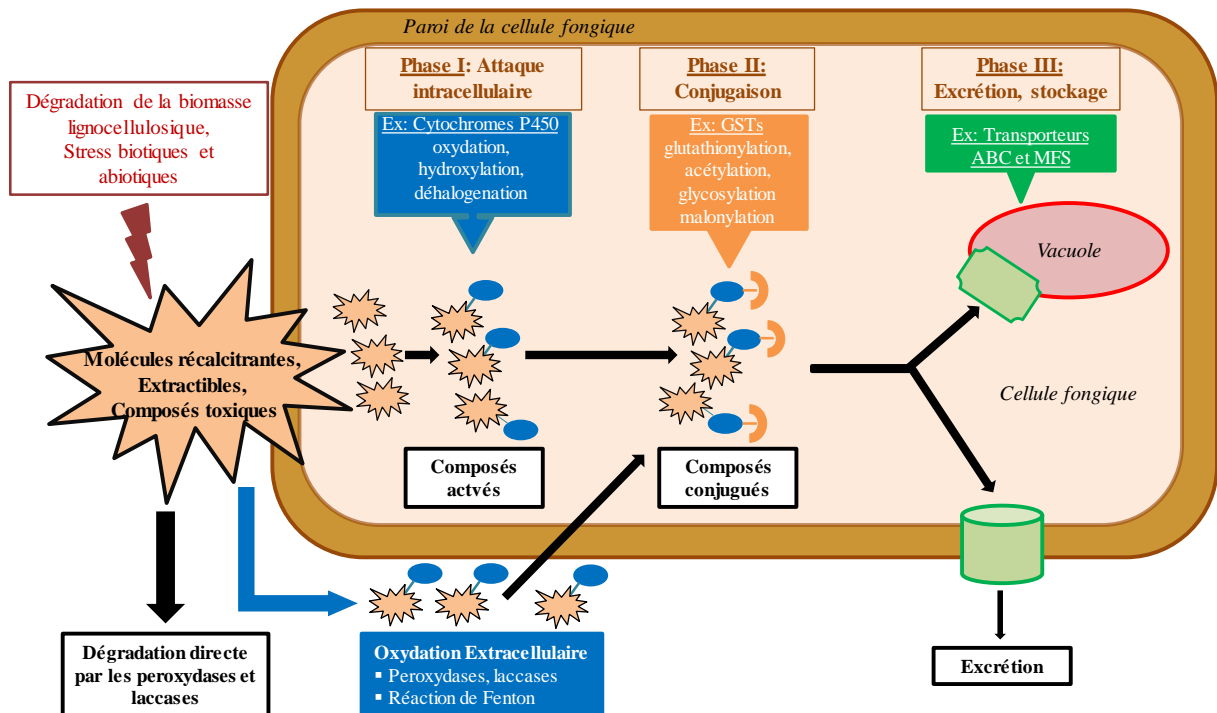 Paroi de la cellule fongique
Dégradation de la biomasse
lignocellulosique,
Stress biotiques et
abiotiques
Phase I: Attaque
intracellulaire
Ex: Cytochromes P450
oxydation,
hydroxylation,
déhalogenation
Phase II:
Conjugaison
Ex: GSTs
glutathionylation,
acétylation,
glycosylation
malonylation
Phase III:
Excrétion, stockage
Ex: Transporteurs
ABC et MFS
Vacuole
Molécules récalcitrantes,
Extractibles,
Composés toxiques
Cellule fongique
Composés
actvés
Composés
conjugués
Dégradation directe
par les peroxydases et
laccases
Oxydation Extracellulaire
▪ Peroxydases, laccases
▪ Réaction de Fenton
Excrétion